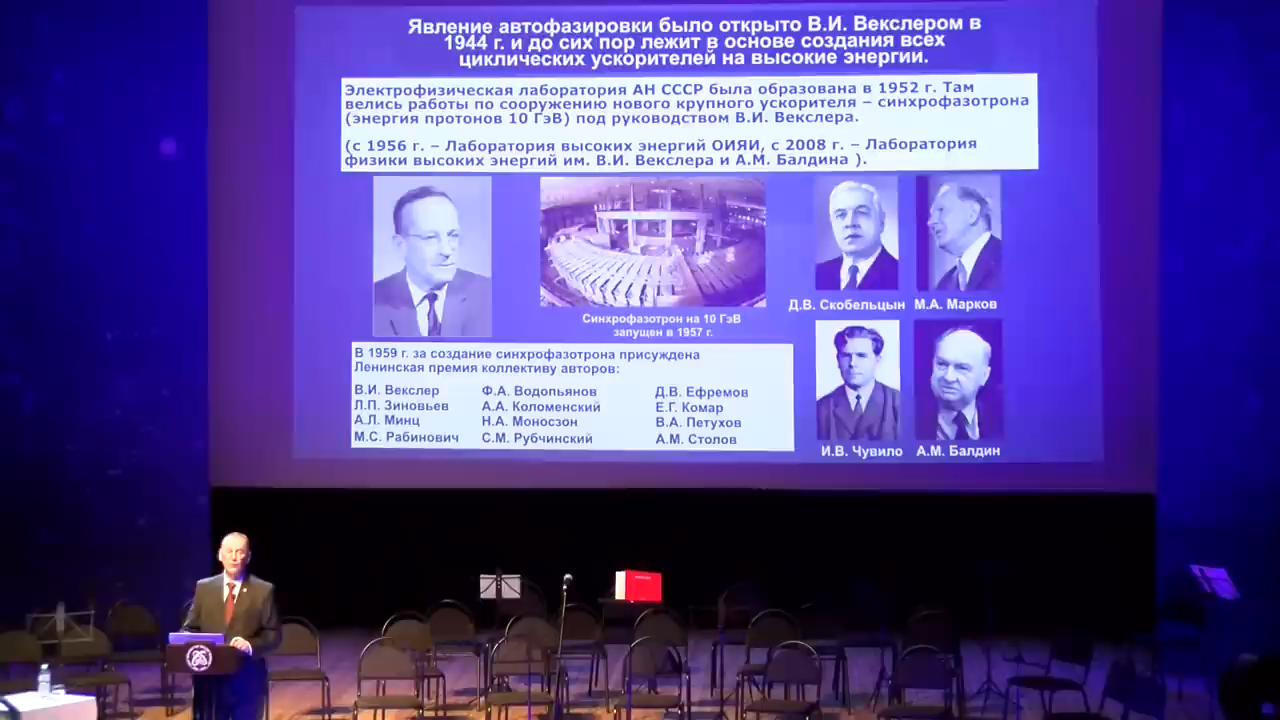 Явление автофазировки было открыто В.И. Векслером в
1944 г. и до сих пор лежит в основе создания всех
циклических ускорителей на высокие энергии.
Электрофизическая лаборатория АН СССР была образована в 1952 г. Там
велись работы по сооружению нового крупного ускорителя – синхрофазотрона
(энергия протонов 10 ГэВ) под руководством В.И. Векслера.
(с 1956 г. – Лаборатория высоких энергий ОИЯИ, с 2008 г. – Лаборатория
физики высоких энергий им. В.И. Векслера и А.М. Балдина ).
Д.В. Скобельцын М.А. Марков
Синхрофазотрон на 10 ГэВ
запущен в 1957 г.
В 1959 г. за создание синхрофазотрона присуждена
Ленинская премия коллективу авторов:
В.И. Векслер Ф.А. Водопьянов Д.В. Ефремов
Л.П. Зиновьев А.А. Коломенский Е.Г. Комар
А.Л. Минц Н.А. Моносзон В.А. Петухов
М.С. Рабинович С.М. Рубчинский А.М. Столов
И.В. Чувило А.М. Балдин